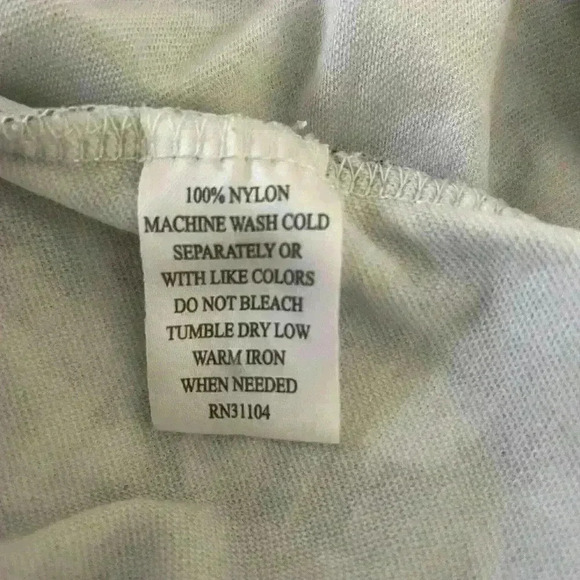 100% NYLON
MACHINE WASH COLD
SEPARATELY OR
WITH LIKE COLORS
DO NOT BLEACH
TUMBLE DRY LOW
WARM IRON
WHEN NEEDED
RN31104